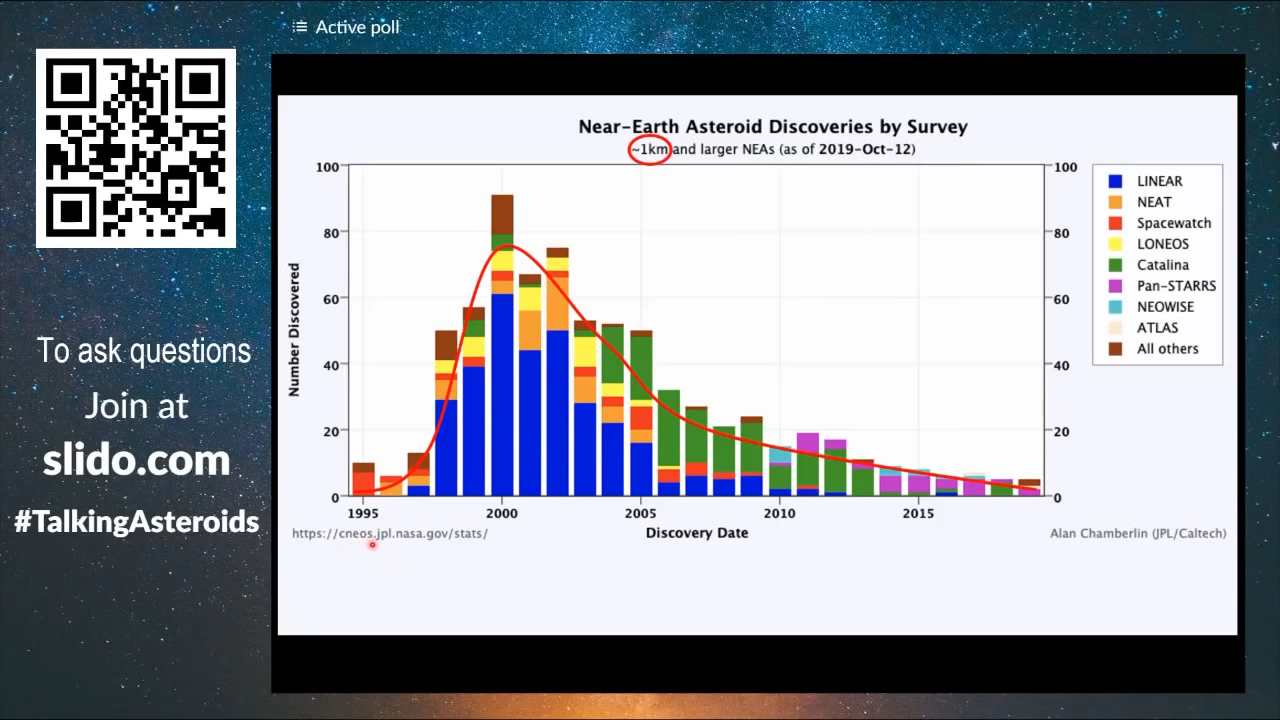 Active poll
To ask questions
Join at
slido.com
#TalkingAsteroids
Near-Earth Asteroid Discoveries by Survey
~1km and larger NEAs (as of 2019-Oct-12)
Number Discovered
100
80
60
40
20
0
100
80
60
40
20
0
1995
2000
2005
2010
2015
Discovery Date
LINEAR
NEAT
Spacewatch
LONEOS
Catalina
Pan-STARRS
NEOWISE
ATLAS
All others
https://cneos.jpl.nasa.gov/stats/
Alan Chamberlin (JPL/Caltech)